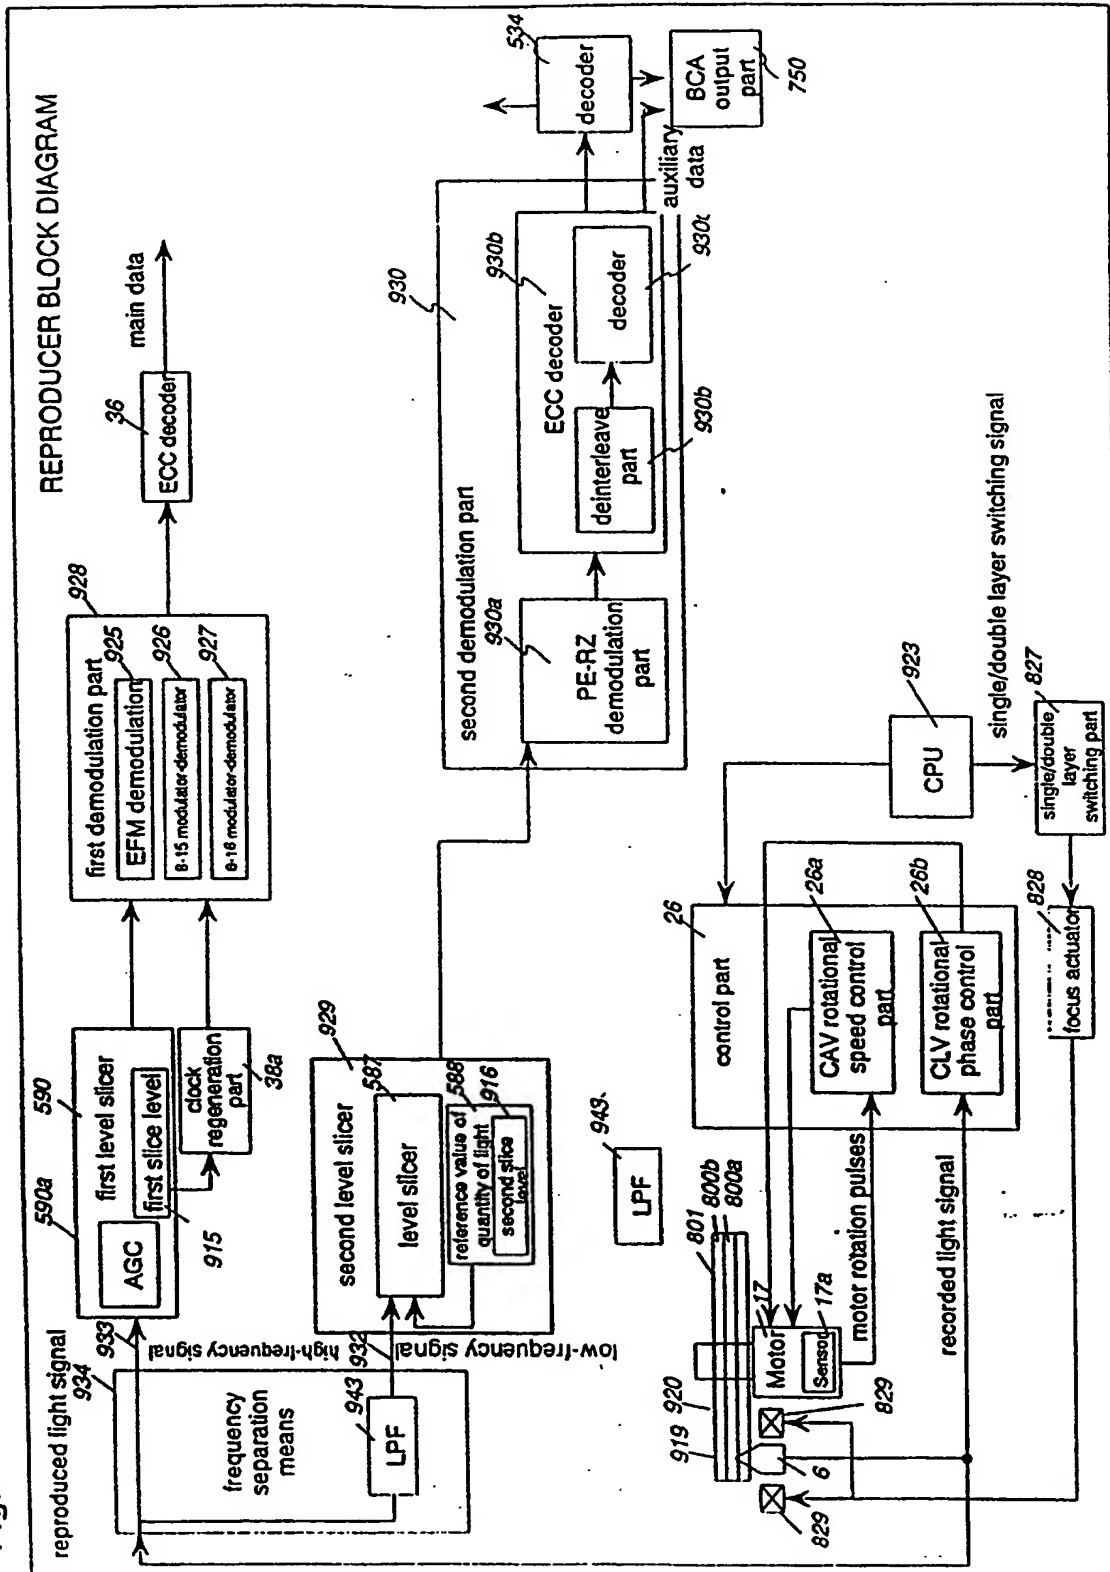 REPRODUCER BLOCK DIAGRAM
reproduced light signal
934
933
high-frequency signal
frequency
separation
means
943
LPF
932
low-frequency signal
590a
590
first level slicer
AGC
first slice level
915
clock
regeneration
part
38a
first demodulation part
928
EFM demodulation
925
8-15 modulator-demodulator
926
8-16 modulator-demodulator
927
36
ECC decoder
main data
929
second level slicer
587
level slicer
588
reference value of
quantity of light
916
second slice
level
second demodulation part
930
930a
PE-RZ
demodulation
part
930b
ECC decoder
deinterleave
part
930b
decoder
534
decoder
auxiliary
data
BCA
output
part
750
943
LPF
801
800b
800a
919
920
17
Motor
17a
Sensor
829
829
6
motor rotation pulses
recorded light signal
26
control part
26a
CAV rotational
speed control
part
26b
CLV rotational
phase control
part
CPU
923
single/double layer switching signal
827
single/double
layer
switching part
828
focus actuator